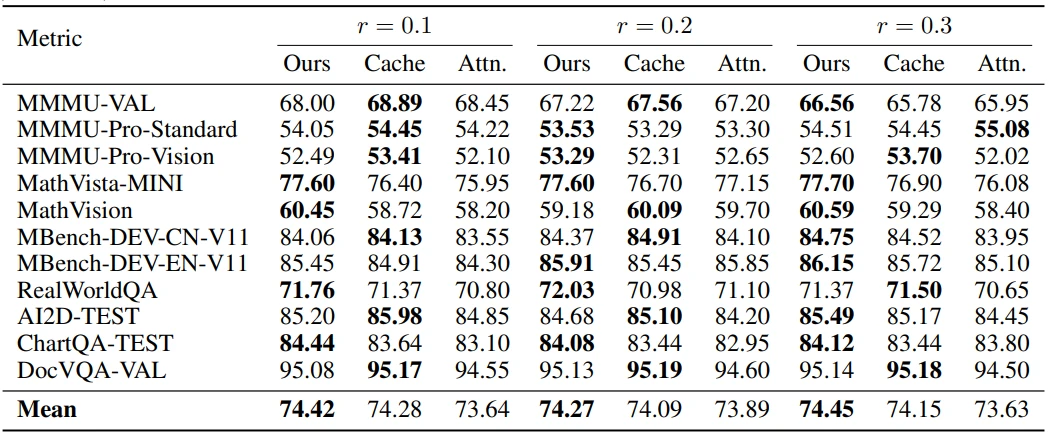 Metric r = 0.1 r = 0.2 r = 0.3
Ours Cache Attn. Ours Cache Attn. Ours Cache Attn.
MMMU-VAL 68.00 68.89 68.45 67.22 67.56 67.20 66.56 65.78 65.95
MMMU-Pro-Standard 54.05 54.45 54.22 53.53 53.29 53.30 54.51 54.45 55.08
MMMU-Pro-Vision 52.49 53.41 52.10 53.29 52.31 52.65 52.60 53.70 52.02
MathVista-MINI 77.60 76.40 75.95 77.60 76.70 77.15 77.70 76.90 76.08
MathVision 60.45 58.72 58.20 59.18 60.09 59.70 60.59 59.29 58.40
MBench-DEV-CN-V11 84.06 84.13 83.55 84.37 84.91 84.10 84.75 84.52 83.95
MBench-DEV-EN-V11 85.45 84.91 84.30 85.91 85.45 85.85 86.15 85.72 85.10
RealWorldQA 71.76 71.37 70.80 72.03 70.98 71.10 71.37 71.50 70.65
AI2D-TEST 85.20 85.98 84.85 84.68 85.10 84.20 85.49 85.17 84.45
ChartQA-TEST 84.44 83.64 83.10 84.08 83.44 82.95 84.12 83.44 83.80
DocVQA-VAL 95.08 95.17 94.55 95.13 95.19 94.60 95.14 95.18 94.50
Mean 74.42 74.28 73.64 74.27 74.09 73.89 74.45 74.15 73.63